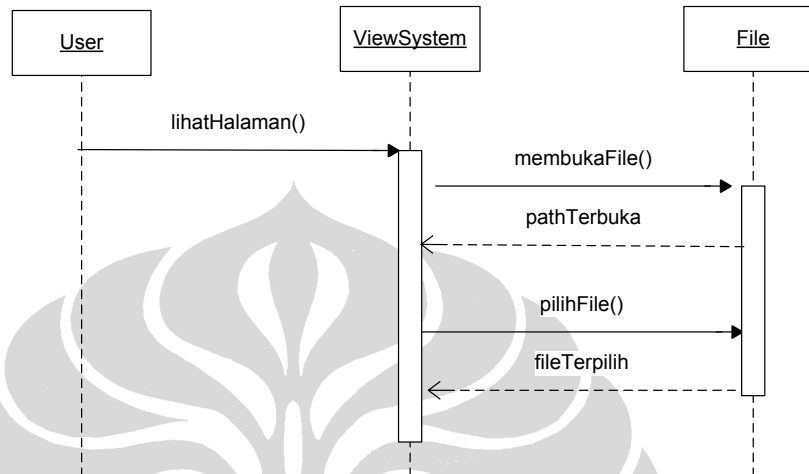 User
ViewSystem
File
lihatHalaman()
membukaFile()
pathTerbuka
pilihFile()
fileTerpilih